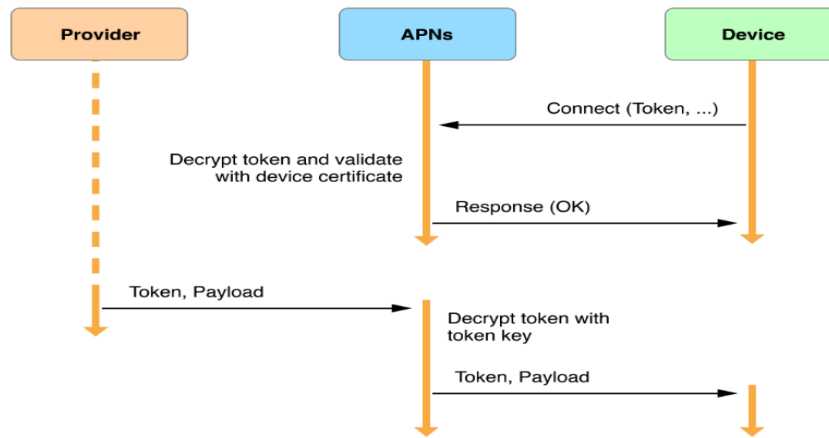 Provider
APNs
Device
Connect (Token, ...)
Decrypt token and validate
with device certificate
Response (OK)
Token, Payload
Decrypt token with
token key
Token, Payload